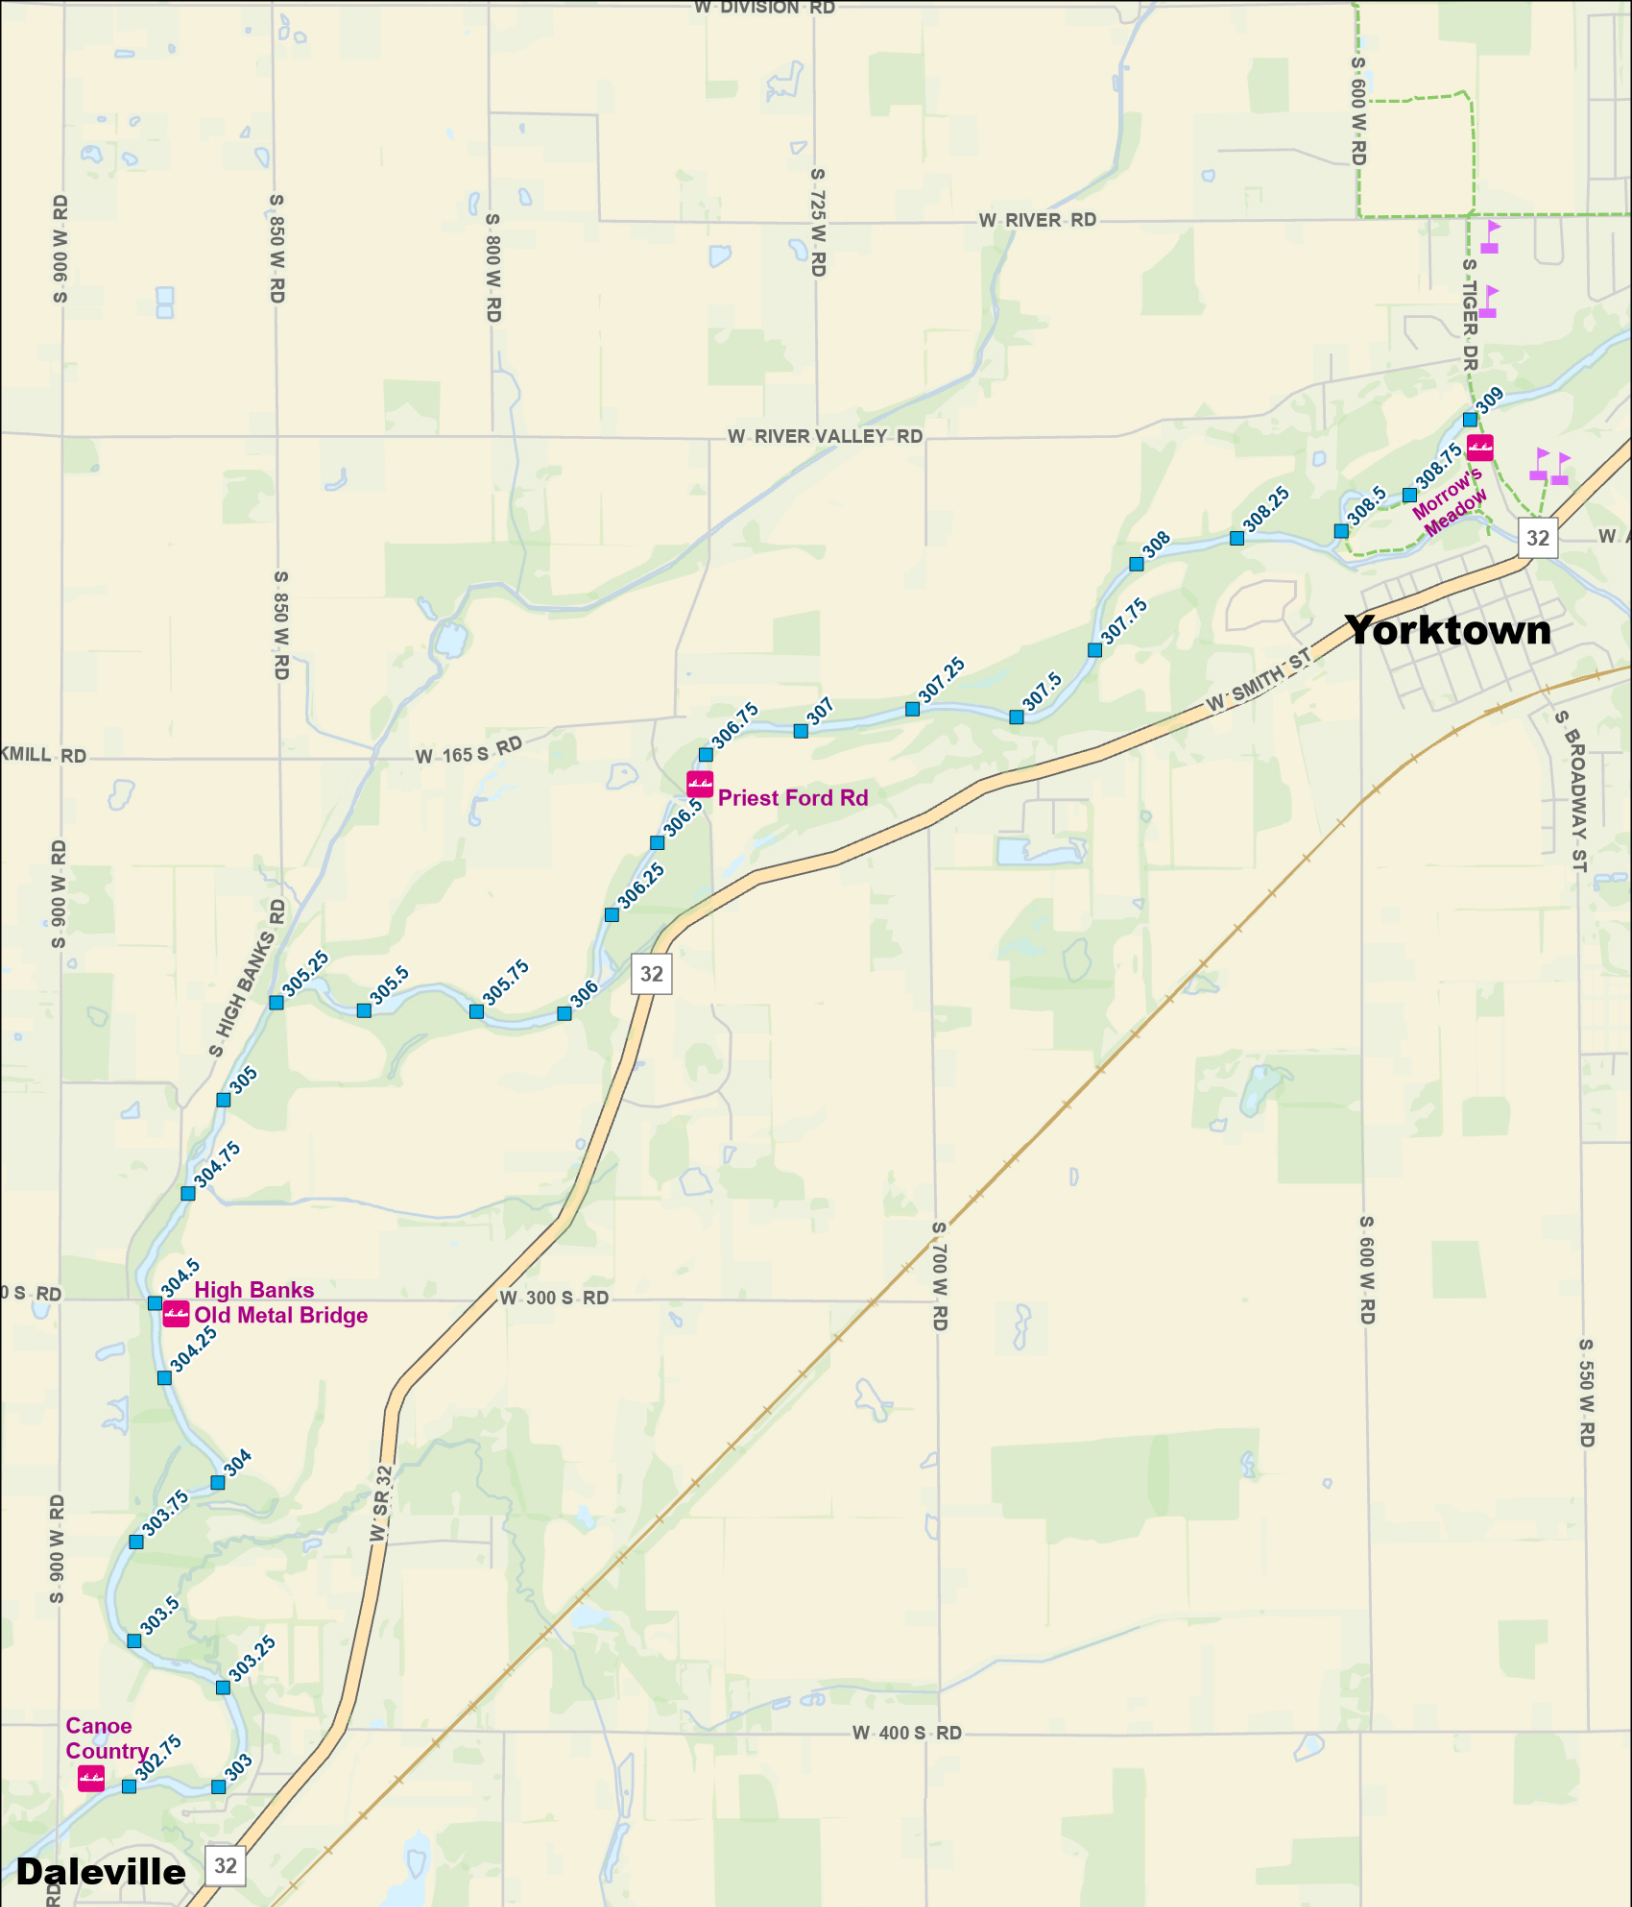 W DIVISION RD
S 600 W RD
S 725 W RD
S 900 W RD
S 850 W RD
S 800 W RD
W RIVER RD
S TIGER DR
309
W RIVER VALLEY RD
308.75
Morrow's
Meadow
308.5
308.25
32
W A
308
S 850 W RD
307.75
Yorktown
W SMITH ST
307.25
307.5
306.75
307
S BROADWAY ST
KMILL RD
W 165 S RD
Priest Ford Rd
306.5
S 900 W RD
306.25
S HIGH BANKS RD
305.25
305.5
305.75
306
32
305
304.75
S 700 W RD
S 600 W RD
304.5
High Banks
Old Metal Bridge
0 S RD
W 300 S RD
304.25
S 550 W RD
304
W SR 32
303.75
S 900 W RD
303.5
303.25
Canoe
Country
302.75
303
W 400 S RD
Daleville
32
RD